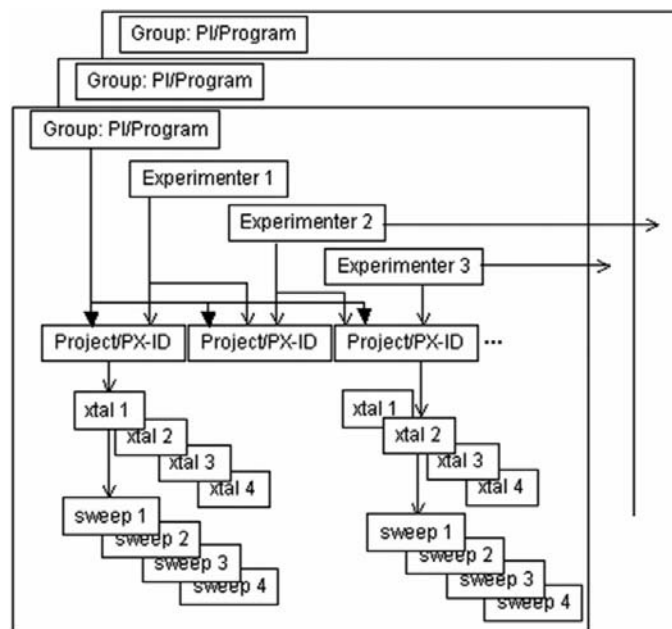 Group: PI/Program
Group: PI/Program
Group: PI/Program
Experimenter 1
Experimenter 2
Experimenter 3
Project/PX-ID Project/PX-ID Project/PX-ID ...
xtal 1
xtal 2
xtal 3
xtal 4
xtal 1
xtal 2
xtal 3
xtal 4
sweep 1
sweep 2
sweep 3
sweep 4
sweep 1
sweep 2
sweep 3
sweep 4